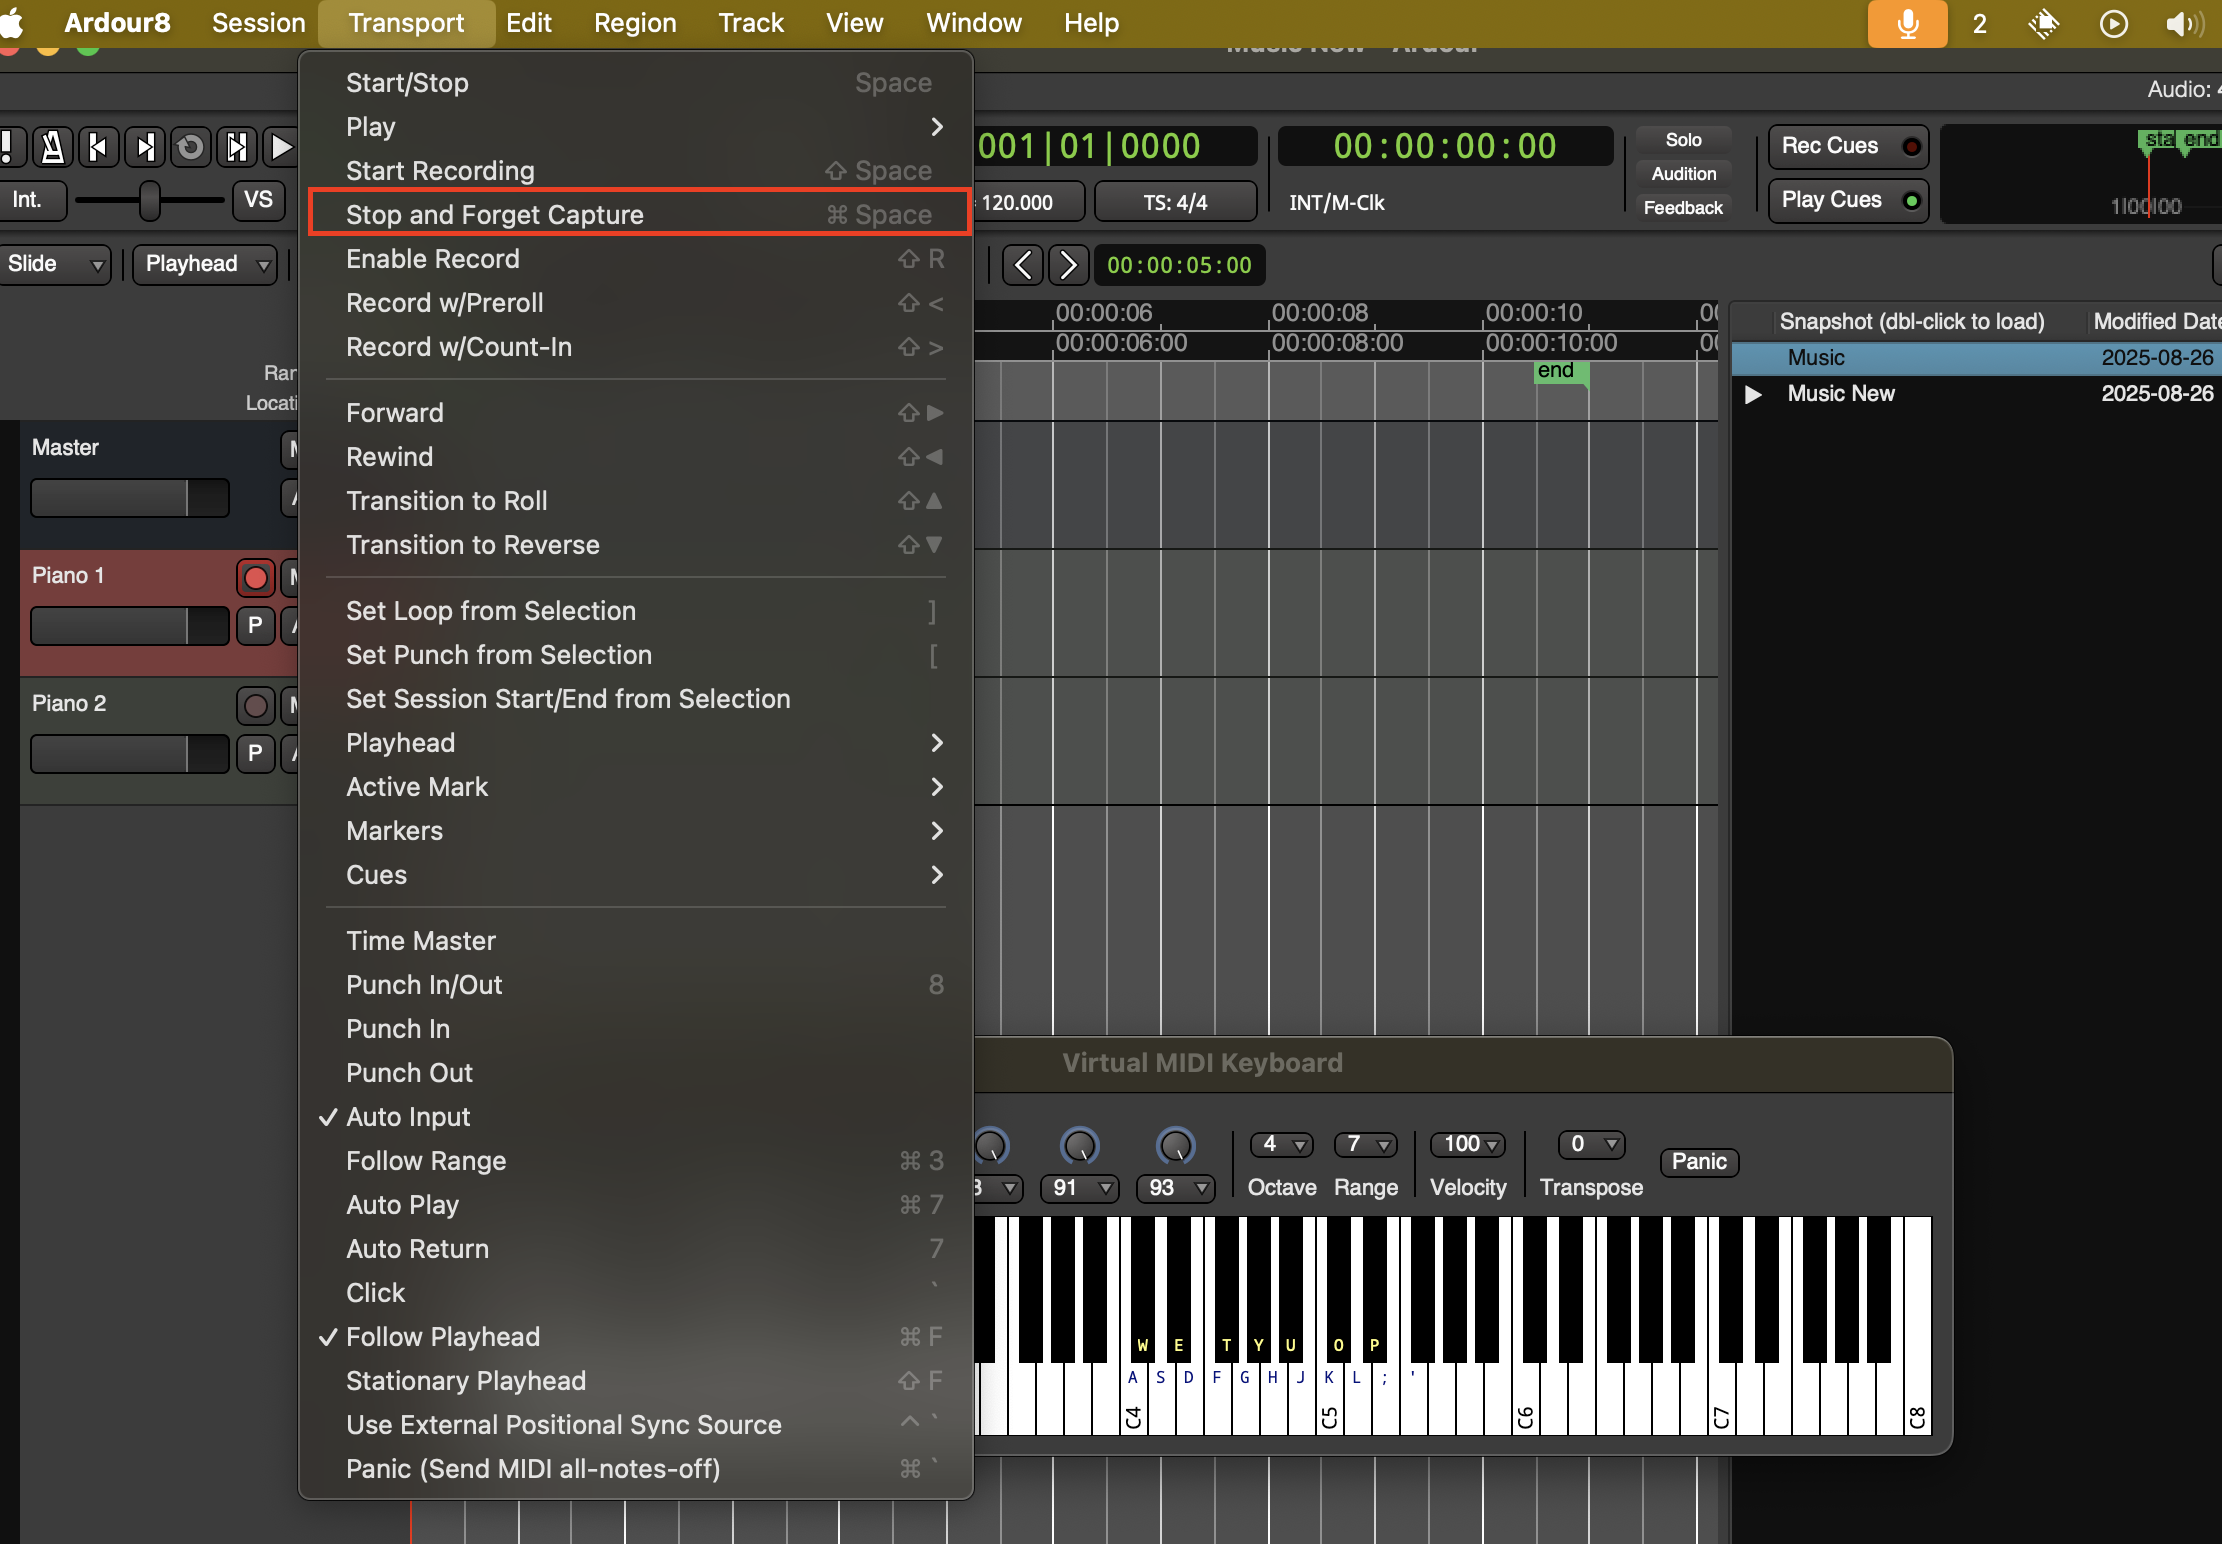 Ardour8 Session Transport Edit Region Track View Window Help 2
Audio: 4
Start/Stop Space
Play
Start Recording ⇧ Space
Stop and Forget Capture ⌘ Space
Enable Record ⇧ R
Record w/Preroll ⇧ <
Record w/Count-In ⇧ >
Forward ⇧ ▶
Rewind ⇧ ◀
Transition to Roll ⇧ ▲
Transition to Reverse ⇧ ▼
Set Loop from Selection ]
Set Punch from Selection [
Set Session Start/End from Selection
Playhead
Active Mark
Markers
Cues
Time Master
Punch In/Out 8
Punch In
Punch Out
✓ Auto Input
Follow Range ⌘ 3
Auto Play ⌘ 7
Auto Return 7
Click `
✓ Follow Playhead ⌘ F
Stationary Playhead ⇧ F
Use External Positional Sync Source ^ `
Panic (Send MIDI all-notes-off) ⌘ `
Int. VS
Slide Playhead
001|01|0000 00:00:00:00
120.000 TS: 4/4 INT/M-Clk
Solo
Audition
Feedback
Rec Cues
Play Cues
sta end
00:00:05:00
00:00:06 00:00:08 00:00:10
00:00:06:00 00:00:08:00 00:00:10:00
end
Snapshot (dbl-click to load) Modified Date
Music 2025-08-26
Music New 2025-08-26
Master
Piano 1
P
Piano 2
P
Virtual MIDI Keyboard
4 7 100 0 Panic
91 93 Octave Range Velocity Transpose
W E T Y U O P
A S D F G H J K L ; '
C4 C5 C6 C7 C8